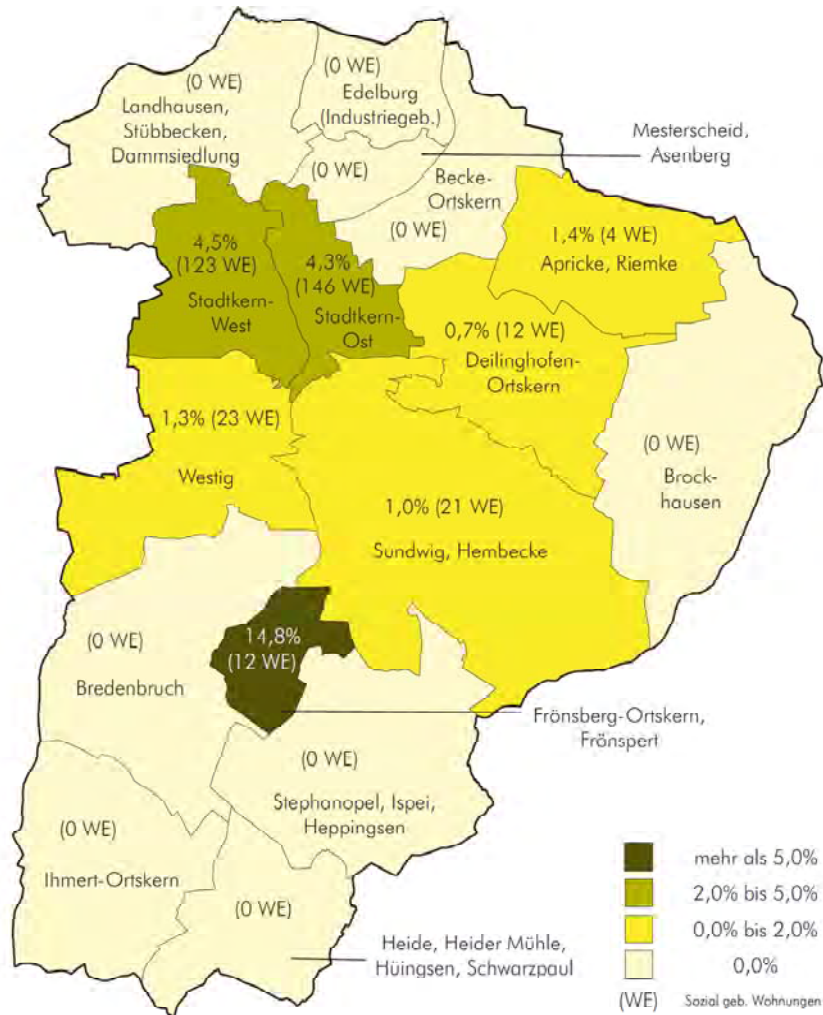 (0 WE)
Landhausen,
Stübbecken,
Dammsiedlung
(0 WE)
Edelburg
(Industriegeb.)
(0 WE)
Mesterscheid,
Asenberg
Becke-
Ortskern
(0 WE)
1,4% (4 WE)
Apricke, Riemke
4,5%
(123 WE)
Stadtkern-
West
4,3%
(146 WE)
Stadtkern-
Ost
0,7% (12 WE)
Deilinghofen-
Ortskern
1,3% (23 WE)
Westig
(0 WE)
Brock-
hausen
1,0% (21 WE)
Sundwig, Hembecke
(0 WE)
Bredenbruch
14,8%
(12 WE)
Frönsberg-Ortskern,
Frönspert
(0 WE)
Stephanopel, Ispei,
Heppingsen
(0 WE)
Ihmert-Ortskern
(0 WE)
Heide, Heider Mühle,
Hüingsen, Schwarzpaul
mehr als 5,0%
2,0% bis 5,0%
0,0% bis 2,0%
0,0%
(WE) Sozial geb. Wohnungen